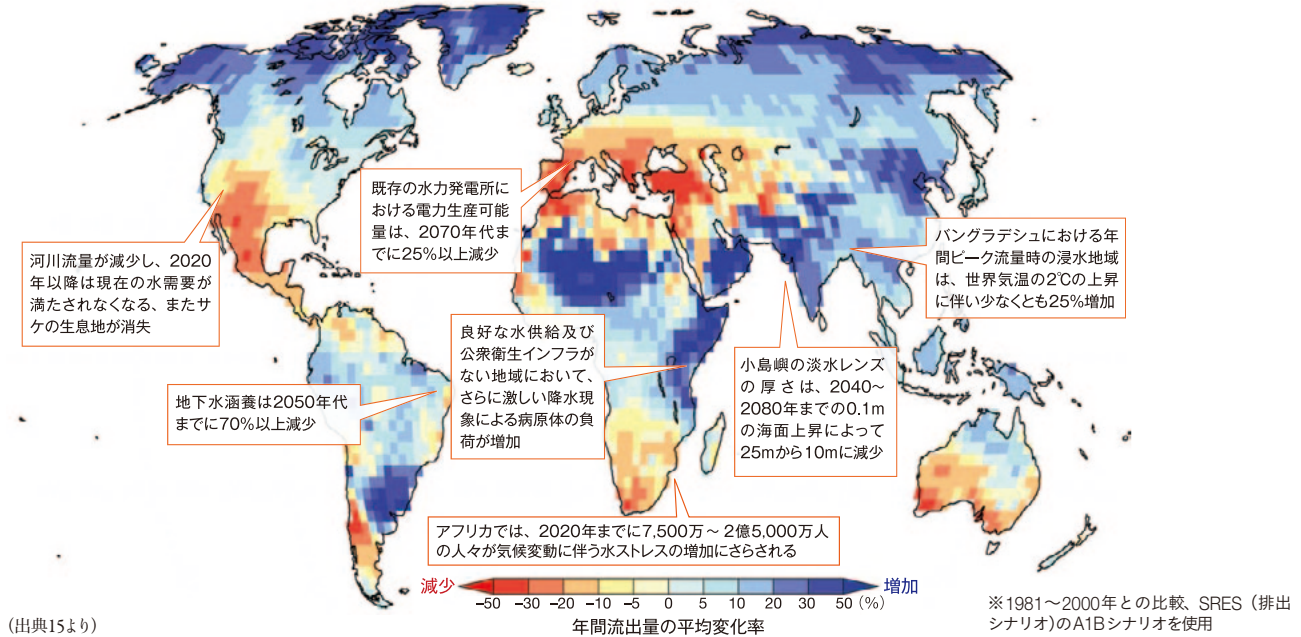 既存の水力発電所に
おける電力生産可能
量は、2070年代ま
でに25%以上減少
河川流量が減少し、2020
年以降は現在の水需要が
満たされなくなる、またサ
ケの生息地が消失
バングラデシュにおける年
間ピーク流量時の浸水地域
は、世界気温の2℃の上昇
に伴い少なくとも25%増加
良好な水供給及び
公衆衛生インフラが
ない地域において、
さらに激しい降水現
象による病原体の負
荷が増加
小島嶼の淡水レンズ
の厚さは、2040～
2080年までの0.1m
の海面上昇によって
25mから10mに減少
地下水涵養は2050年代
までに70%以上減少
アフリカでは、2020年までに7,500万～2億5,000万人
の人々が気候変動に伴う水ストレスの増加にさらされる
減少 増加
-50 -30 -20 -10 -5 0 5 10 20 30 50 (%)
年間流出量の平均変化率
(出典15より)
※1981～2000年との比較、SRES（排出
シナリオ）のA1Bシナリオを使用